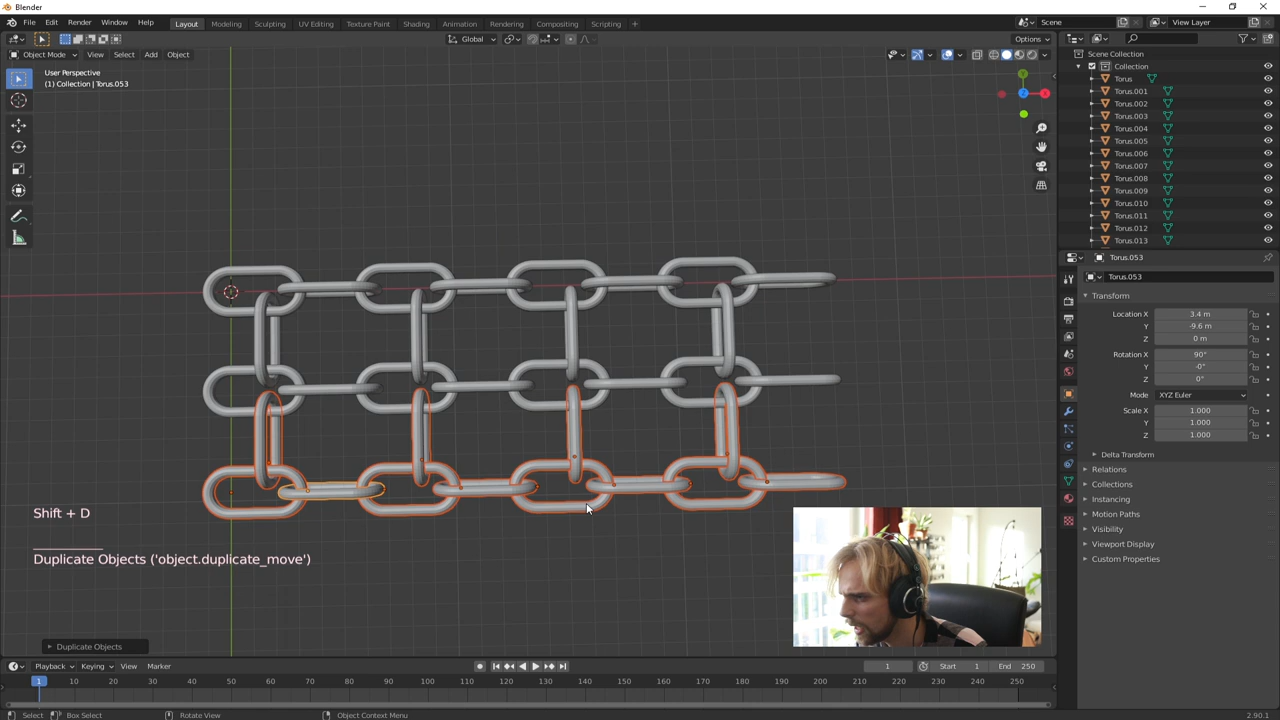 Blender
File Edit Render Window Help
Layout Modeling Sculpting UV Editing Texture Paint Shading Animation Rendering Compositing Scripting +
Scene
View Layer
Global
Options
Object Mode View Select Add Object
User Perspective
(1) Collection | Torus.053
Y
Z
X
Scene Collection
Collection
Torus
Torus.001
Torus.002
Torus.003
Torus.004
Torus.005
Torus.006
Torus.007
Torus.008
Torus.009
Torus.010
Torus.011
Torus.012
Torus.013
Torus.053
Torus.053
Transform
Location X 3.4 m
Y -9.6 m
Z 0 m
Rotation X 90°
Y -0°
Z 0°
Mode XYZ Euler
Scale X 1.000
Y 1.000
Z 1.000
Delta Transform
Relations
Collections
Instancing
Motion Paths
Visibility
Viewport Display
Custom Properties
Shift + D
Duplicate Objects ('object.duplicate_move')
Duplicate Objects
Playback Keying View Marker
1
Start 1
End 250
1 10 20 30 40 50 60 70 80 90 100 110 120 130 140 150 160 170 180 190 200 210 220 230 240 250
Select Box Select Rotate View Object Context Menu
2.90.1